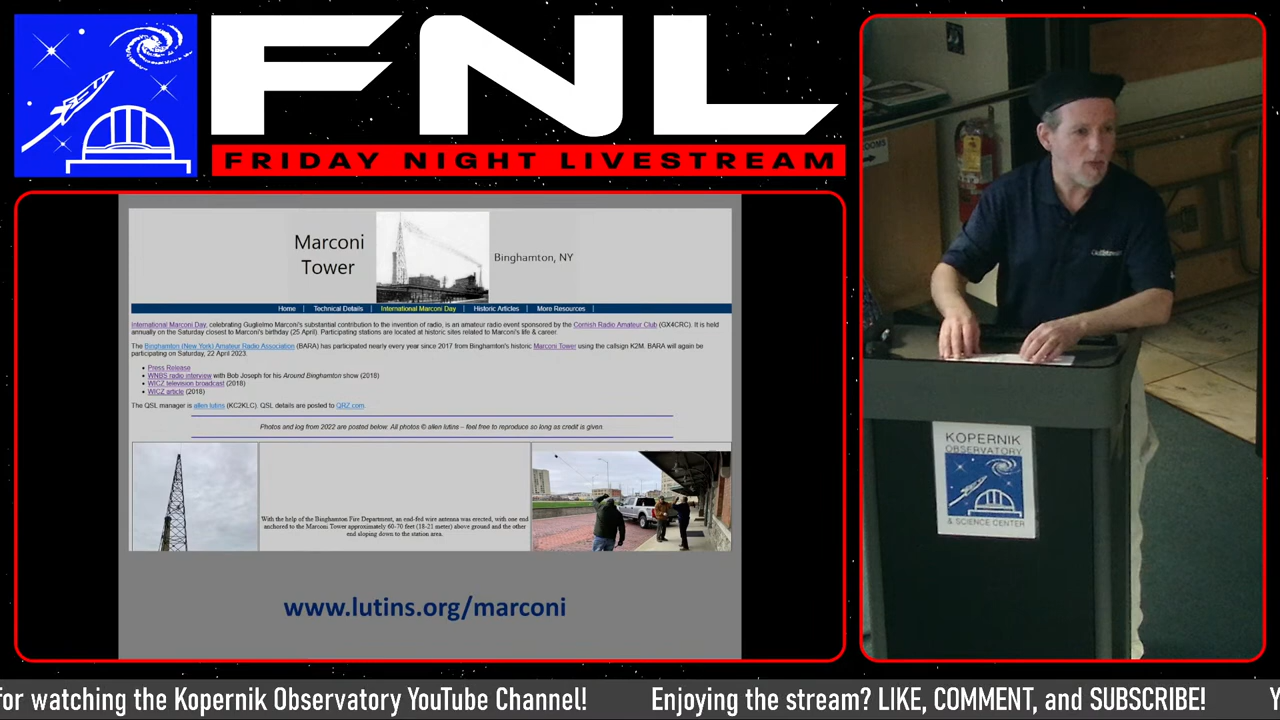 FNL
FRIDAY NIGHT LIVESTREAM
Marconi
Tower
Binghamton, NY
Home | Technical Details | International Marconi Day | Historic Articles | More Resources |
International Marconi Day, celebrating Guglielmo Marconi's substantial contribution to the invention of radio, is an amateur radio event sponsored by the Cornish Radio Amateur Club (GX4CRC). It is held
annually on the Saturday closest to Marconi's birthday (25 April). Participating stations are located at historic sites related to Marconi's life & career.
The Binghamton (New York) Amateur Radio Association (BARA) has participated nearly every year since 2017 from Binghamton's historic Marconi Tower using the callsign K2M. BARA will again be
participating on Saturday, 22 April 2023.
• Press Release
• WNBS radio interview with Bob Joseph for his Around Binghamton show (2018)
• WICZ television broadcast (2018)
• WICZ article (2018)
The QSL manager is allen lutins (KC2KLC). QSL details are posted to QRZ.com.
Photos and log from 2022 are posted below. All photos © allen lutins – feel free to reproduce so long as credit is given
With the help of the Binghamton Fire Department, an end-fed wire antenna was erected, with one end
anchored to the Marconi Tower approximately 60-70 feet (18-21 meter) above ground and the other
end sloping down to the station area.
www.lutins.org/marconi
KOPERNIK
OBSERVATORY
& SCIENCE CENTER
for watching the Kopernik Observatory YouTube Channel! Enjoying the stream? LIKE, COMMENT, and SUBSCRIBE! Y